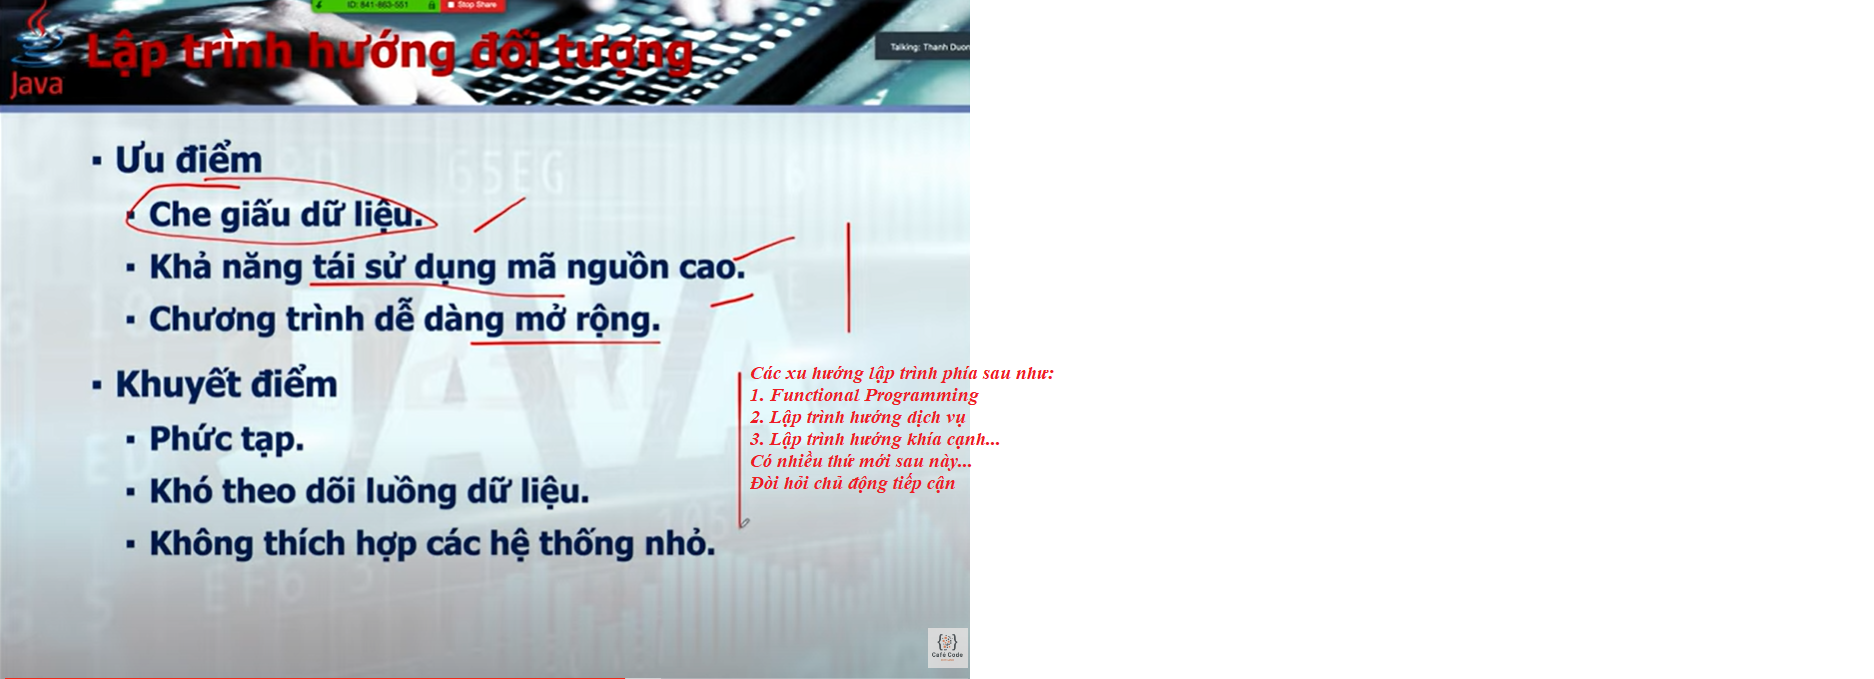 ID: 841-863-551 Stop Share
Lập trình hướng đối tượng
Talking: Thanh Duon
Java
65EG
▪ Ưu điểm
▪ Che giấu dữ liệu.
▪ Khả năng tái sử dụng mã nguồn cao.
▪ Chương trình dễ dàng mở rộng.
JAVA
▪ Khuyết điểm
▪ Phức tạp.
▪ Khó theo dõi luồng dữ liệu.
▪ Không thích hợp các hệ thống nhỏ.
Các xu hướng lập trình phía sau như:
1. Functional Programming
2. Lập trình hướng dịch vụ
3. Lập trình hướng khía cạnh...
Có nhiều thứ mới sau này...
Đòi hỏi chủ động tiếp cận
{ }
Café Code